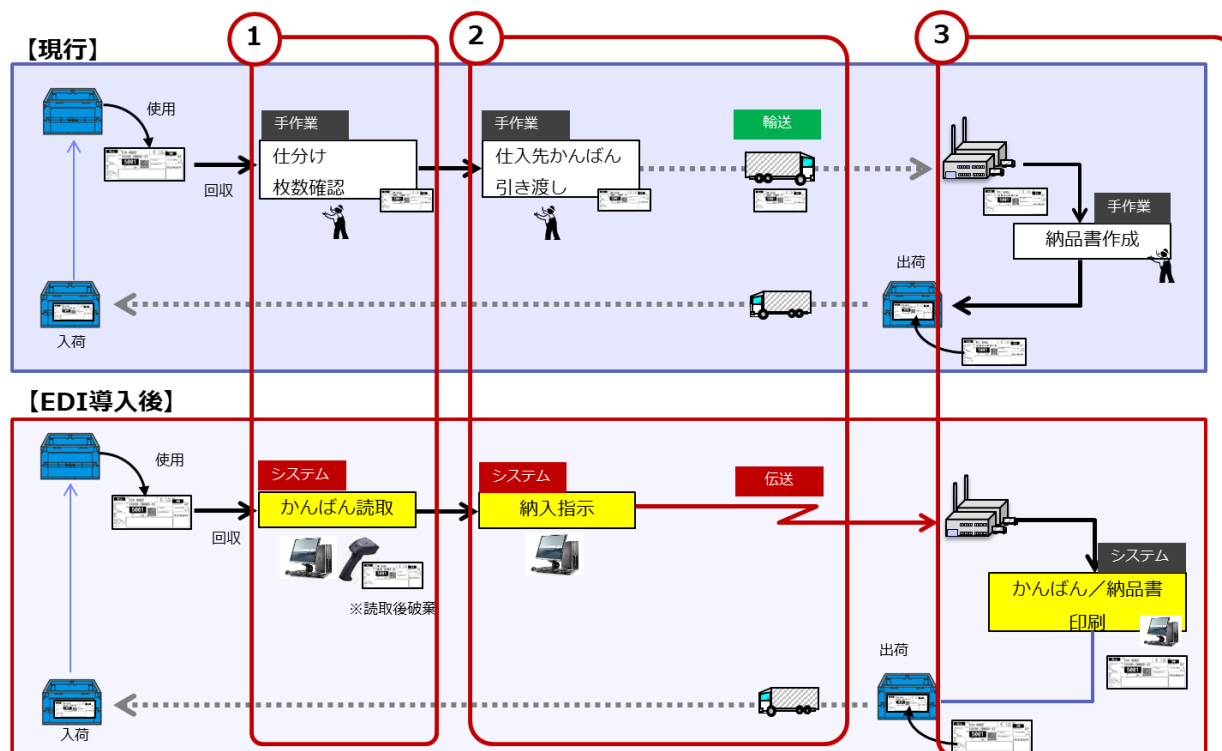 1
2
3
【現行】
使用
回収
手作業
仕分け
枚数確認
手作業
仕入先かんばん
引き渡し
輸送
手作業
納品書作成
出荷
入荷
【EDI導入後】
使用
回収
システム
かんばん読取
※読取後破棄
システム
納入指示
伝送
システム
かんばん／納品書
印刷
出荷
入荷